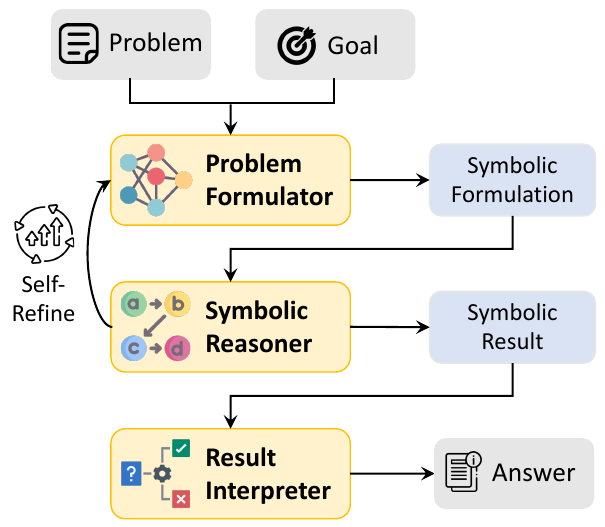 Problem
Goal
Problem
Formulator
Symbolic
Formulation
Self-
Refine
a
b
c
d
Symbolic
Reasoner
Symbolic
Result
?
Result
Interpreter
i
Answer